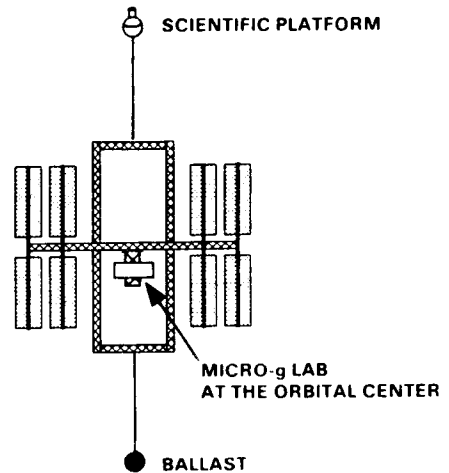 SCIENTIFIC PLATFORM
MICRO-g LAB
AT THE ORBITAL CENTER
BALLAST